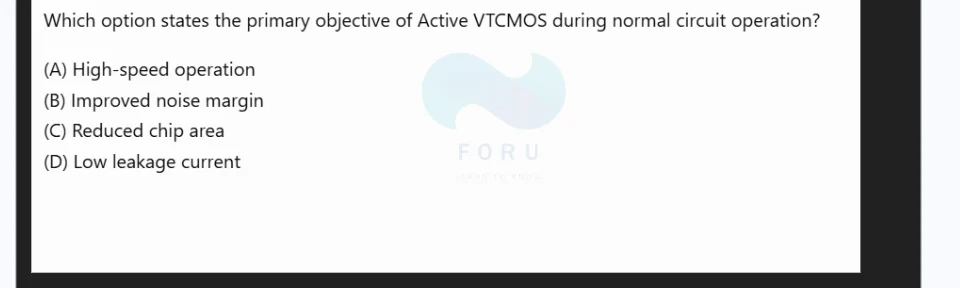 Which option states the primary objective of Active VTCMOS during normal circuit operation?
(A) High-speed operation
(B) Improved noise margin
(C) Reduced chip area
(D) Low leakage current
FORU